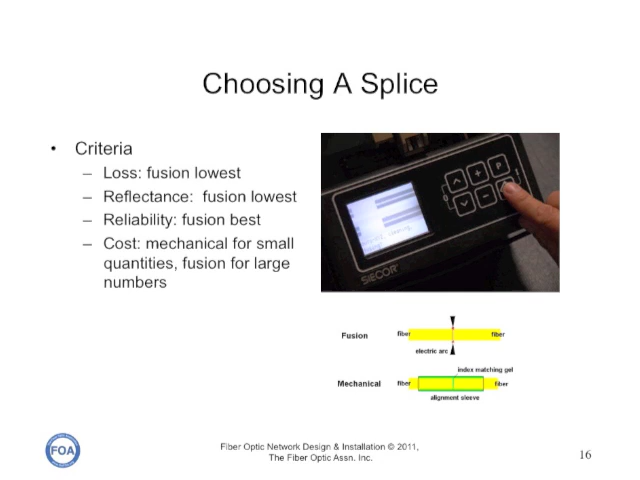 Choosing A Splice
• Criteria
– Loss: fusion lowest
– Reflectance: fusion lowest
– Reliability: fusion best
– Cost: mechanical for small
quantities, fusion for large
numbers
SIECOR
Fusion
fiber
fiber
electric arc
index matching gel
Mechanical
fiber
fiber
alignment sleeve
FOA
Fiber Optic Network Design & Installation © 2011,
The Fiber Optic Assn. Inc.
16